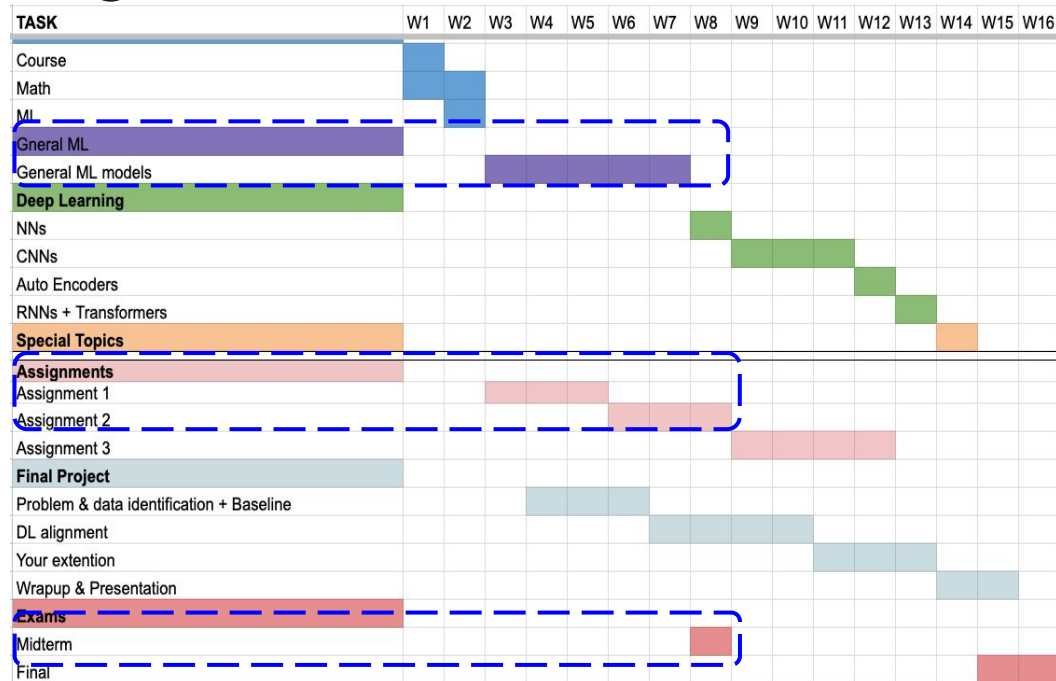 TASK W1 W2 W3 W4 W5 W6 W7 W8 W9 W10 W11 W12 W13 W14 W15 W16
Course
Math
ML
Gneral ML
General ML models
Deep Learning
NNs
CNNs
Auto Encoders
RNNs + Transformers
Special Topics
Assignments
Assignment 1
Assignment 2
Assignment 3
Final Project
Problem & data identification + Baseline
DL alignment
Your extention
Wrapup & Presentation
Exams
Midterm
Final